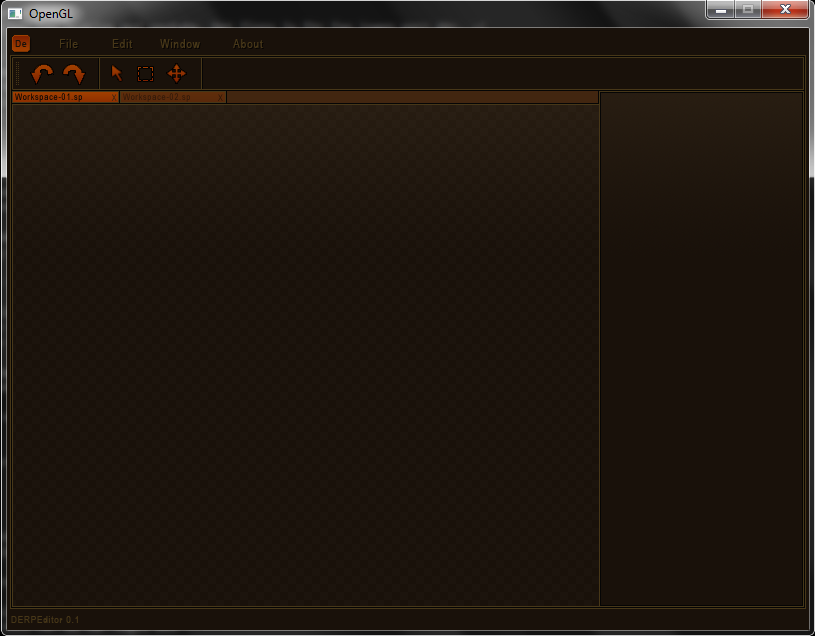 OpenGL
De File Edit Window About
Workspace-01.sp x Workspace-02.sp x
DERPEditor 0.1